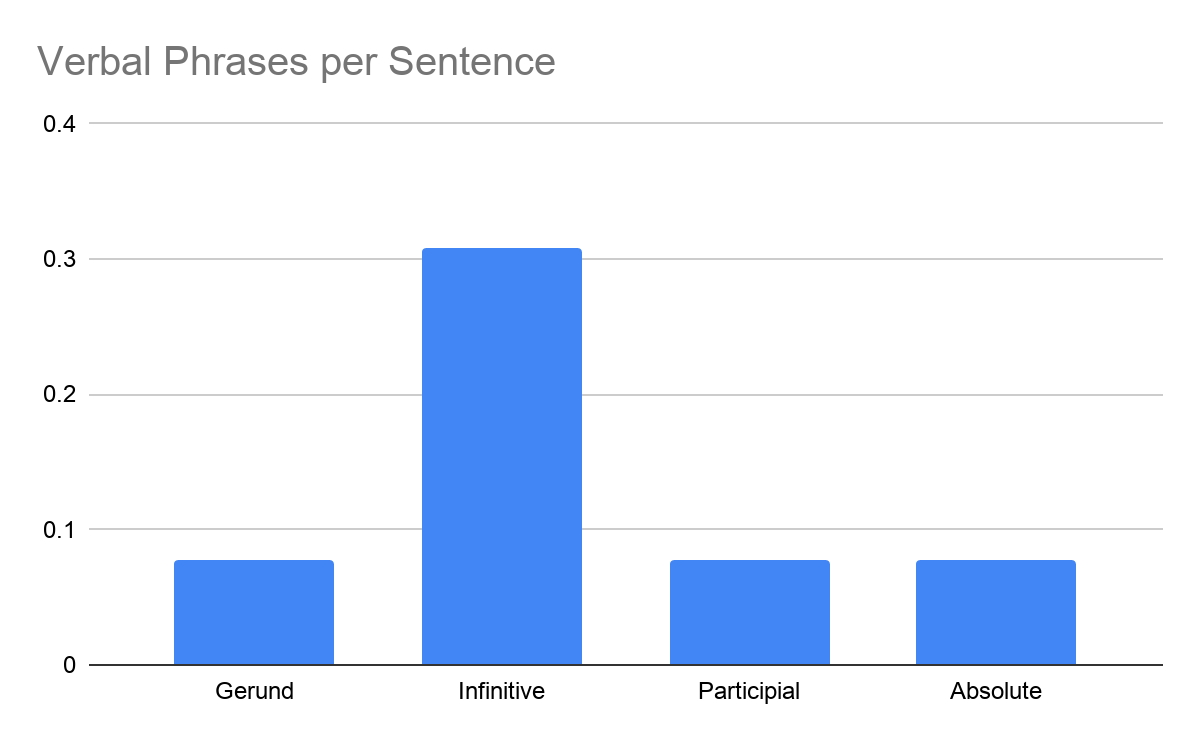 Verbal Phrases per Sentence
0.4
0.3
0.2
0.1
0
Gerund Infinitive Participial Absolute